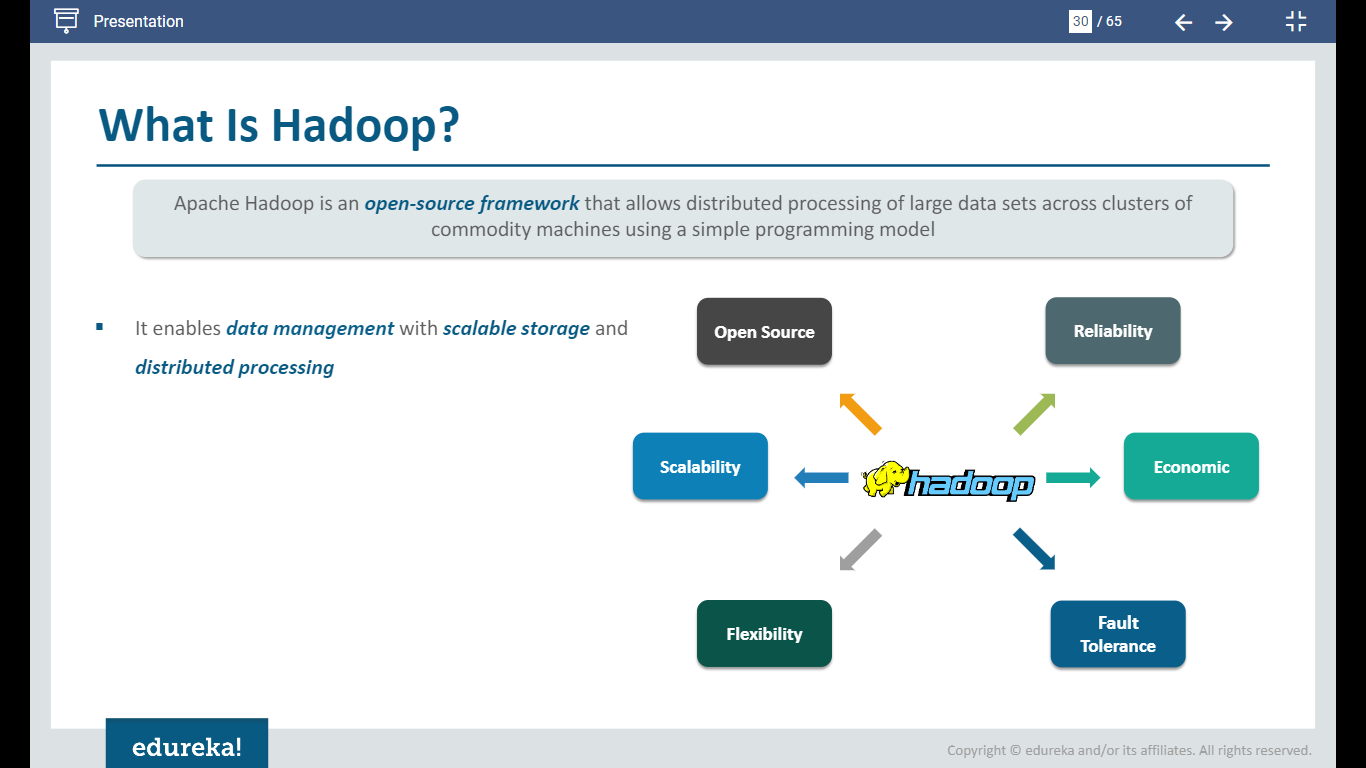 Presentation
30 / 65
What Is Hadoop?
Apache Hadoop is an open-source framework that allows distributed processing of large data sets across clusters of
commodity machines using a simple programming model
▪ It enables data management with scalable storage and
distributed processing
Open Source
Reliability
Scalability
hadoop
Economic
Flexibility
Fault
Tolerance
edureka!
Copyright © edureka and/or its affiliates. All rights reserved.